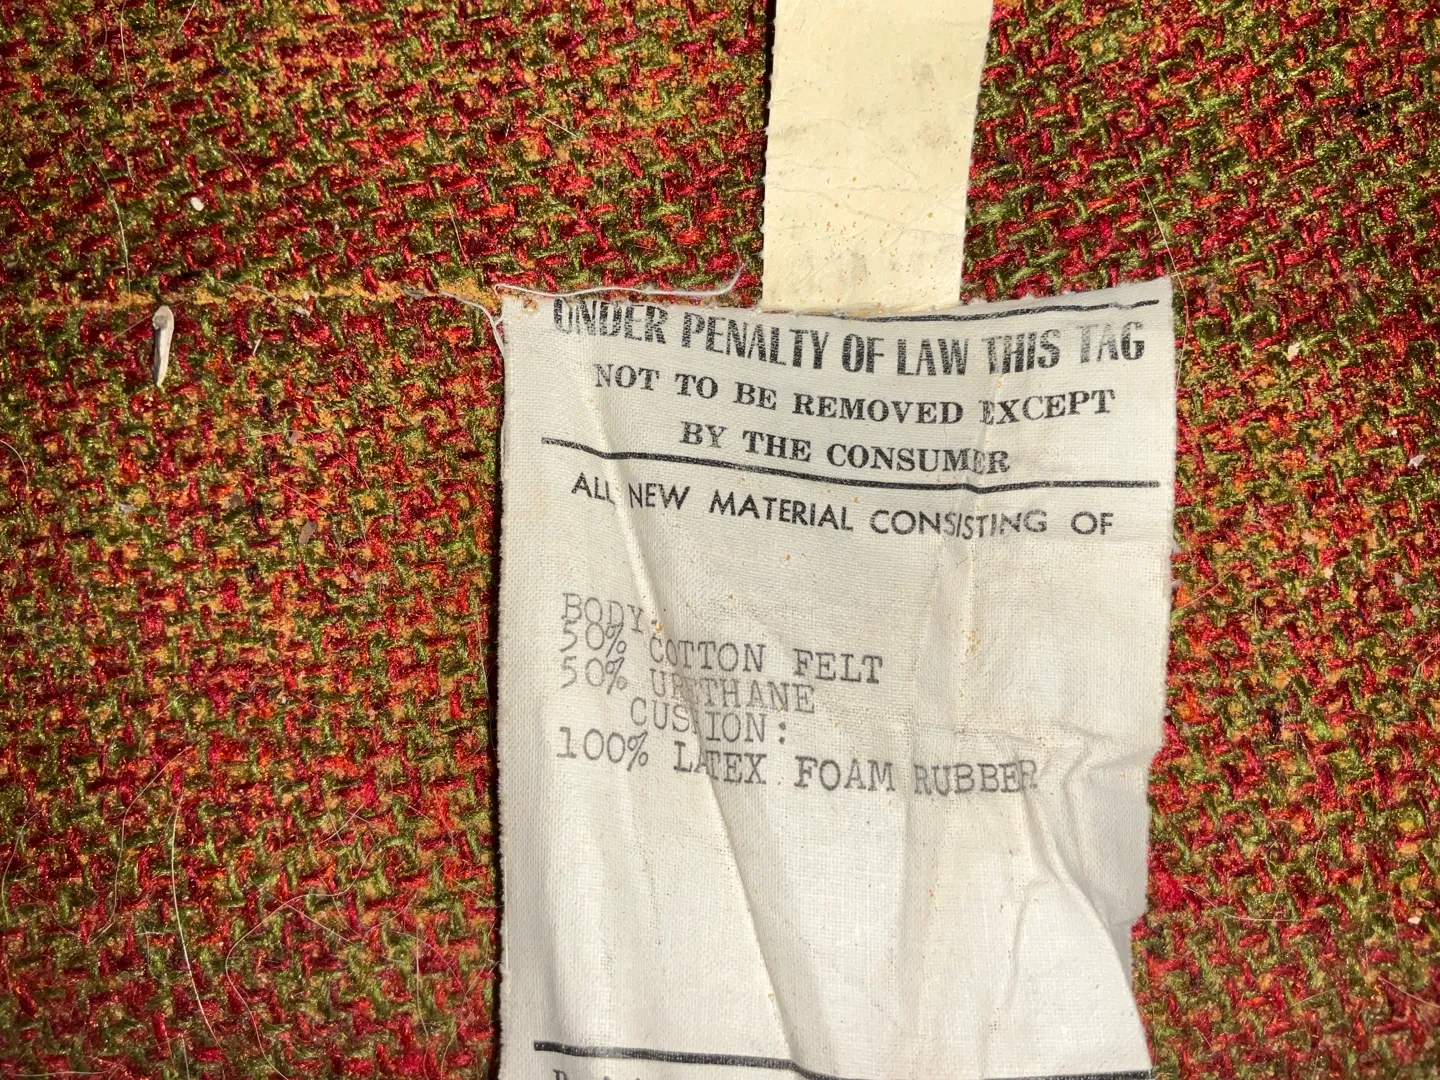 UNDER PENALTY OF LAW THIS TAG
NOT TO BE REMOVED EXCEPT
BY THE CONSUMER
ALL NEW MATERIAL CONSISTING OF
BODY
50% COTTON FELT
50% URETHANE
CUSHION:
100% LATEX FOAM RUBBER